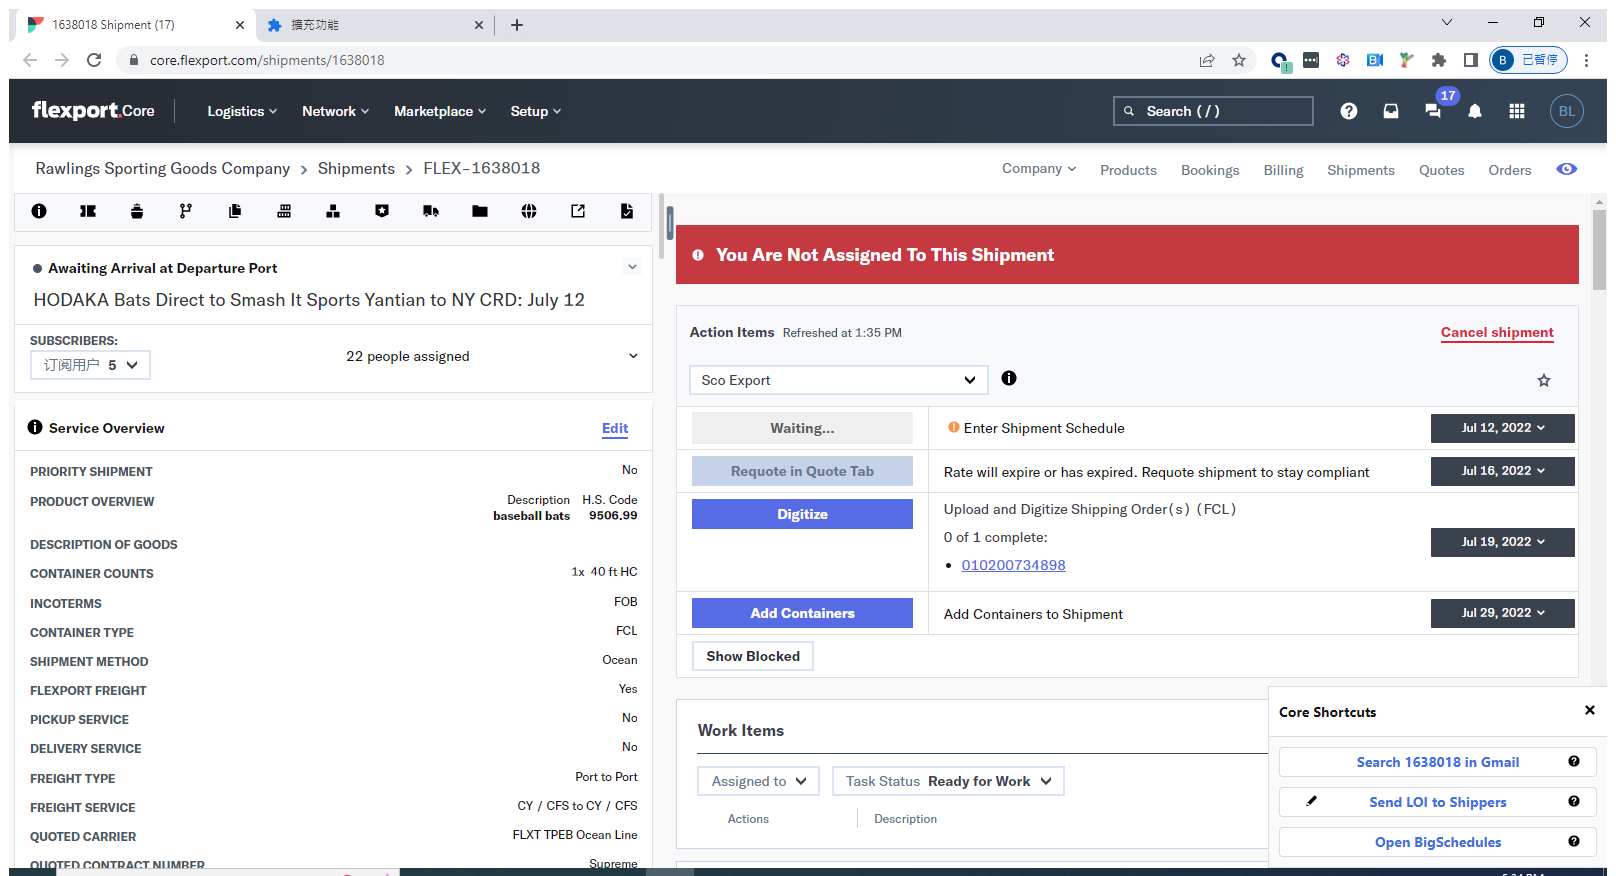 1638018 Shipment (17)
擴充功能
core.flexport.com/shipments/1638018
B 已暫停
flexport.Core
Logistics
Network
Marketplace
Setup
Search ( / )
17
BL
Rawlings Sporting Goods Company > Shipments > FLEX-1638018
Company
Products
Bookings
Billing
Shipments
Quotes
Orders
You Are Not Assigned To This Shipment
Awaiting Arrival at Departure Port
HODAKA Bats Direct to Smash It Sports Yantian to NY CRD: July 12
SUBSCRIBERS:
订阅用户 5
22 people assigned
Service Overview
Edit
PRIORITY SHIPMENT
No
PRODUCT OVERVIEW
Description H.S. Code
baseball bats 9506.99
DESCRIPTION OF GOODS
CONTAINER COUNTS
1x 40 ft HC
INCOTERMS
FOB
CONTAINER TYPE
FCL
SHIPMENT METHOD
Ocean
FLEXPORT FREIGHT
Yes
PICKUP SERVICE
No
DELIVERY SERVICE
No
FREIGHT TYPE
Port to Port
FREIGHT SERVICE
CY / CFS to CY / CFS
QUOTED CARRIER
FLXT TPEB Ocean Line
QUOTED CONTRACT NUMBER
Supreme
Action Items Refreshed at 1:35 PM
Cancel shipment
Sco Export
Waiting...
Enter Shipment Schedule
Jul 12, 2022
Requote in Quote Tab
Rate will expire or has expired. Requote shipment to stay compliant
Jul 16, 2022
Digitize
Upload and Digitize Shipping Order(s) (FCL)
0 of 1 complete:
• 010200734898
Jul 19, 2022
Add Containers
Add Containers to Shipment
Jul 29, 2022
Show Blocked
Work Items
Assigned to
Task Status Ready for Work
Actions
Description
Core Shortcuts
Search 1638018 in Gmail
Send LOI to Shippers
Open BigSchedules